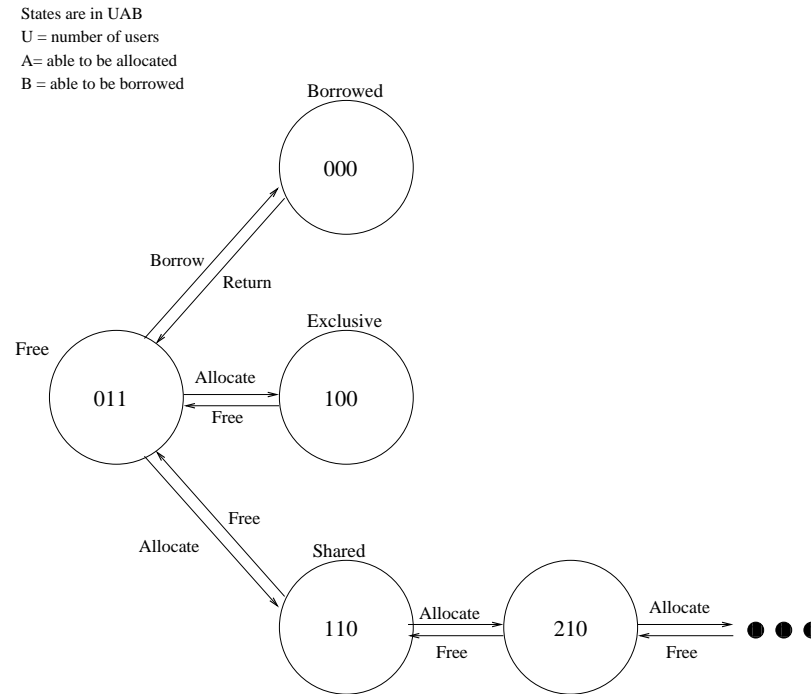 States are in UAB
U = number of users
A= able to be allocated
B = able to be borrowed
Borrowed
000
Borrow
Return
Exclusive
Free
Allocate
011
100
Free
Free
Allocate
Shared
Allocate
Allocate
110
210
Free
Free